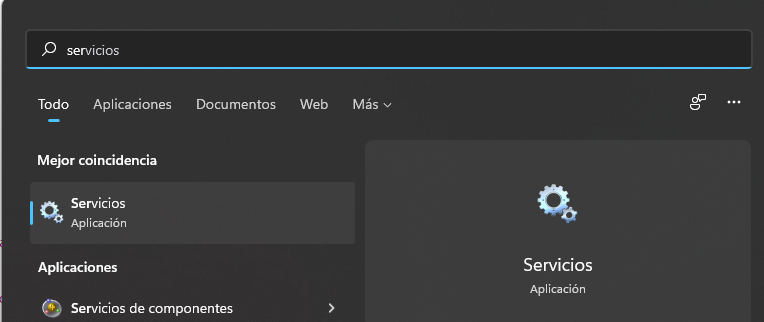 servicios
Todo Aplicaciones Documentos Web Más
Mejor coincidencia
Servicios
Aplicación
Aplicaciones
Servicios de componentes
Servicios
Aplicación